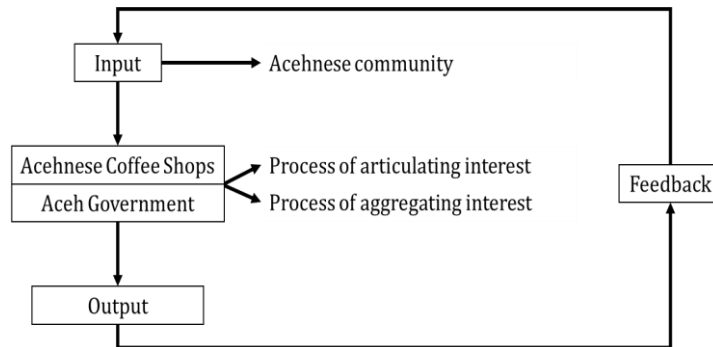 Input
Acehnese community
Acehnese Coffee Shops
Process of articulating interest
Aceh Government
Process of aggregating interest
Feedback
Output